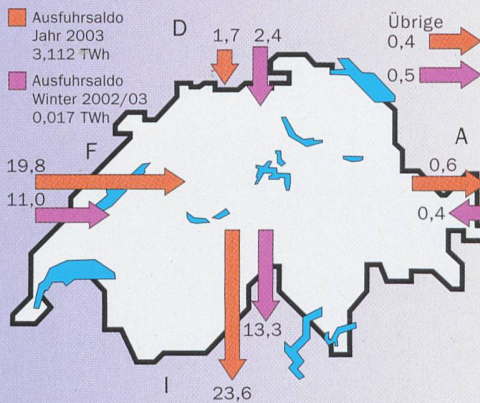 Ausfuhrsaldo
Jahr 2003
3,112 TWh
Ausfuhrsaldo
Winter 2002/03
0,017 TWh
D
1,7
2,4
Übrige
0,4
0,5
F
19,8
11,0
A
0,6
0,4
13,3
I
23,6